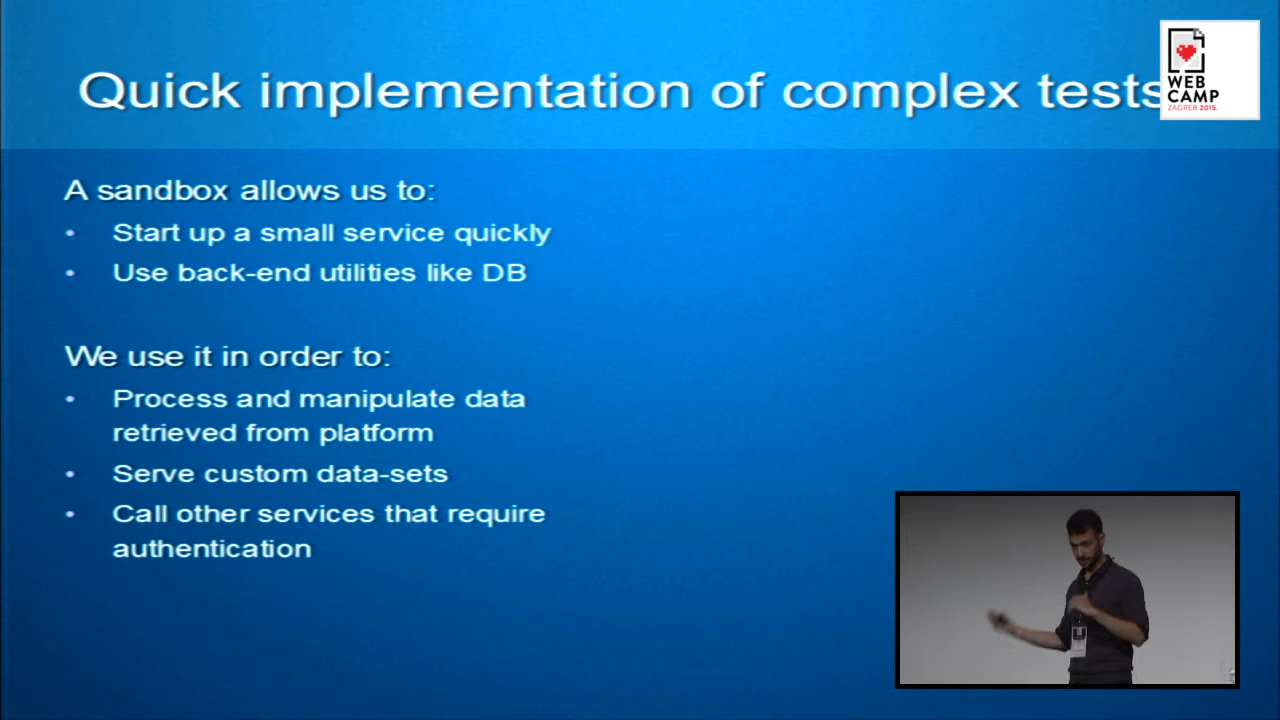 Quick implementation of complex tests
WEB
CAMP
ZAGREB 2015.
A sandbox allows us to:
• Start up a small service quickly
• Use back-end utilities like DB
We use it in order to:
• Process and manipulate data
retrieved from platform
• Serve custom data-sets
• Call other services that require
authentication